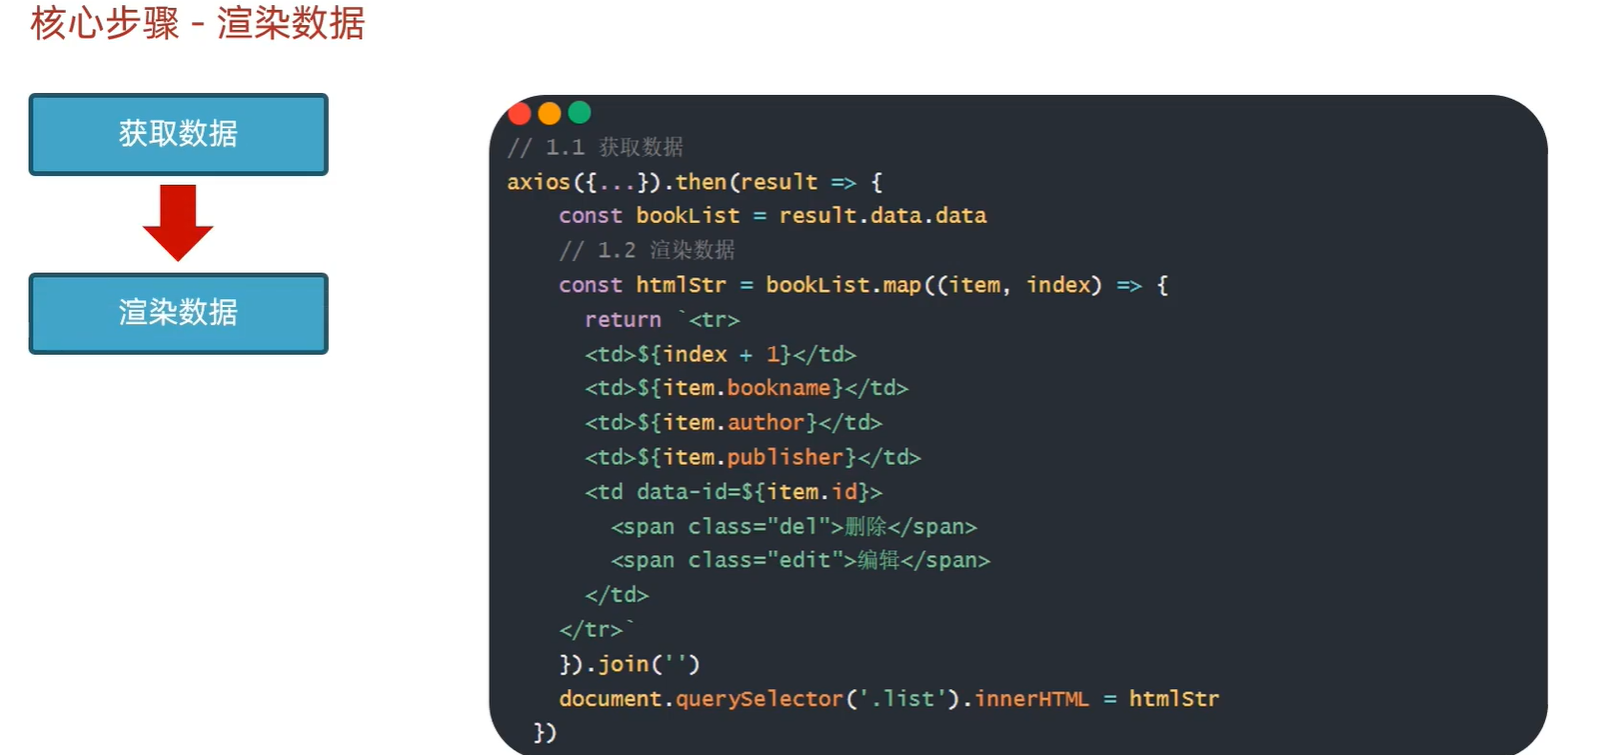 核心步骤 - 渲染数据
获取数据
渲染数据
// 1.1 获取数据
axios({...}).then(result => {
    const bookList = result.data.data
    // 1.2 渲染数据
    const htmlStr = bookList.map((item, index) => {
      return `<tr>
      <td>${index + 1}</td>
      <td>${item.bookname}</td>
      <td>${item.author}</td>
      <td>${item.publisher}</td>
      <td data-id=${item.id}>
        <span class="del">删除</span>
        <span class="edit">编辑</span>
      </td>
    </tr>`
    }).join('')
    document.querySelector('.list').innerHTML = htmlStr
  })